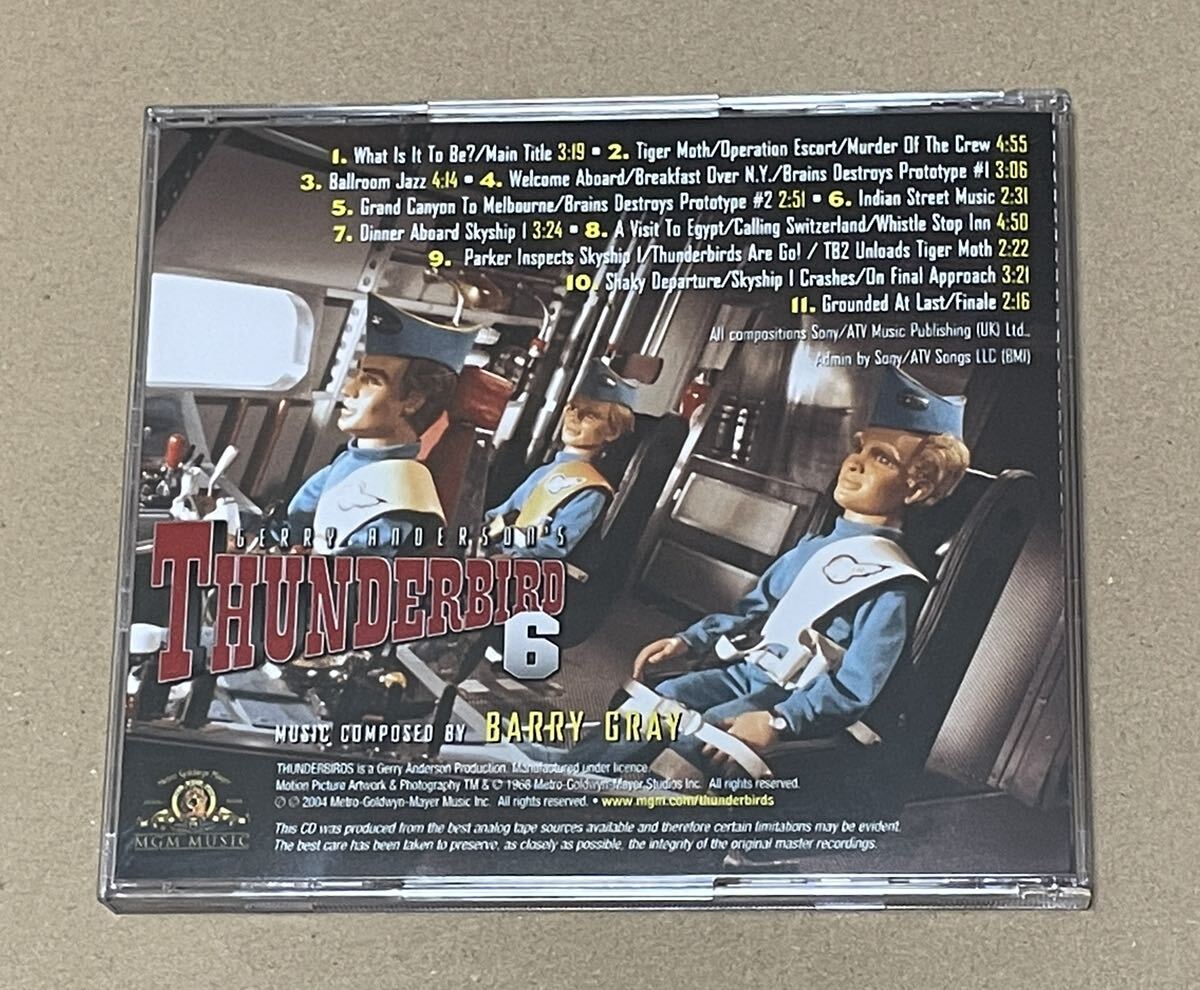 1. What Is It To Be?/Main Title 3:19 ▪ 2. Tiger Moth/Operation Escort/Murder Of The Crew 4:55
3. Ballroom Jazz 4:14 ▪ 4. Welcome Aboard/Breakfast Over N.Y./Brains Destroys Prototype #1 3:06
5. Grand Canyon To Melbourne/Brains Destroys Prototype #2 2:51 ▪ 6. Indian Street Music 2:31
7. Dinner Aboard Skyship 1 3:24 ▪ 8. A Visit To Egypt/Calling Switzerland/Whistle Stop Inn 4:50
9. Parker Inspects Skyship 1/Thunderbirds Are Go! / TB2 Unloads Tiger Moth 2:22
10. Shaky Departure/Skyship 1 Crashes/On Final Approach 3:21
11. Grounded At Last/Finale 2:16
All compositions Sony/ATV Music Publishing (UK) Ltd.,
Admin by Sony/ATV Songs LLC (BMI)
GERRY ANDERSON'S
THUNDERBIRD
6
MUSIC COMPOSED BY BARRY GRAY
THUNDERBIRDS is a Gerry Anderson Production. Manufactured under licence.
Motion Picture Artwork & Photography TM & © 1968 Metro-Goldwyn-Mayer Studios Inc. All rights reserved.
℗ © 2004 Metro-Goldwyn-Mayer Music Inc. All rights reserved. • www.mgm.com/thunderbirds
This CD was produced from the best analog tape sources available and therefore certain limitations may be evident.
The best care has been taken to preserve, as closely as possible, the integrity of the original master recordings.
MGM MUSIC